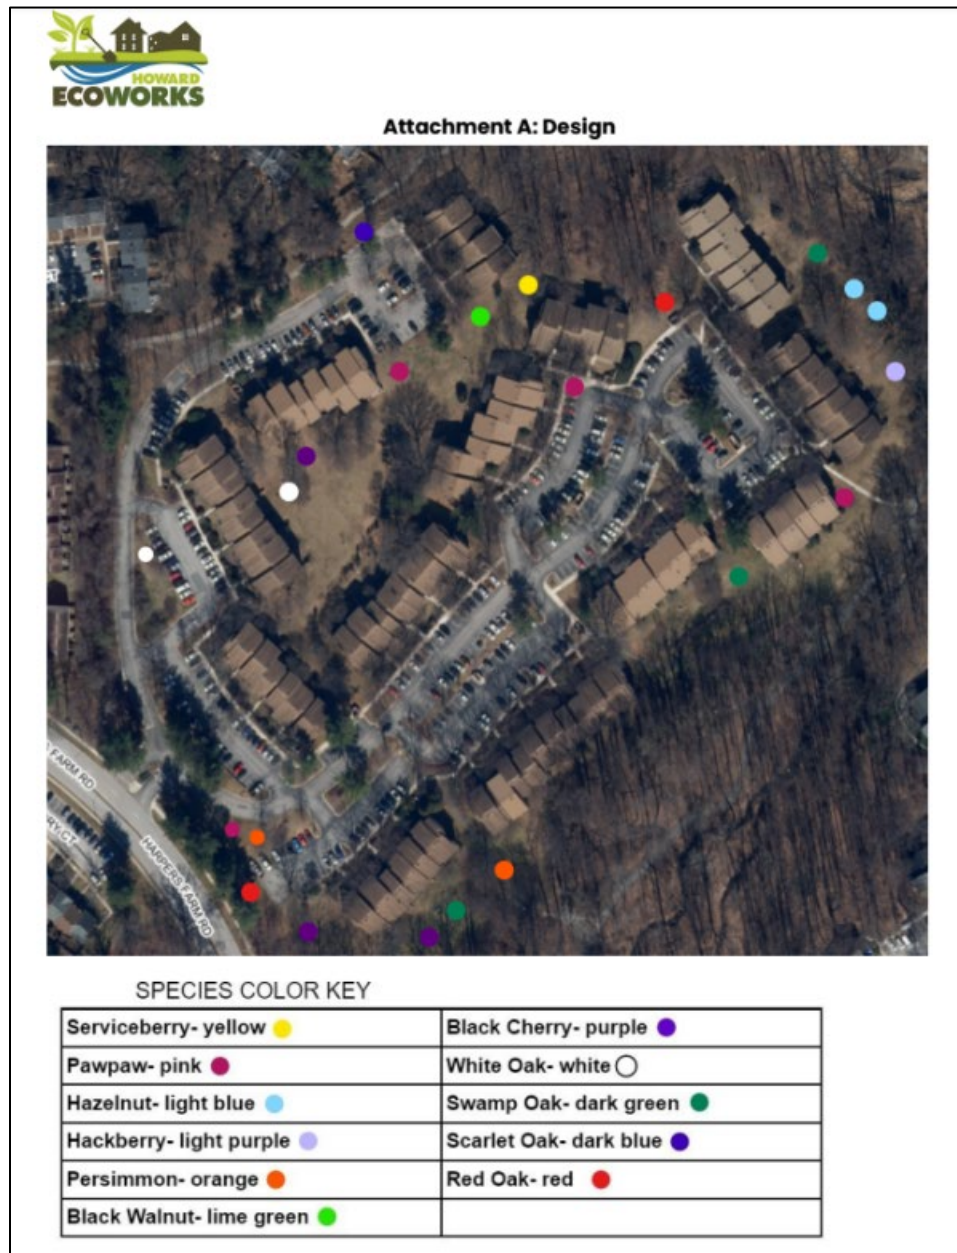 HOWARD
ECOWORKS
Attachment A: Design
FARM RD
RY CT
HARPERS FARM RD
SPECIES COLOR KEY
Serviceberry- yellow
Black Cherry- purple
Pawpaw- pink
White Oak- white
Hazelnut- light blue
Swamp Oak- dark green
Hackberry- light purple
Scarlet Oak- dark blue
Persimmon- orange
Red Oak- red
Black Walnut- lime green